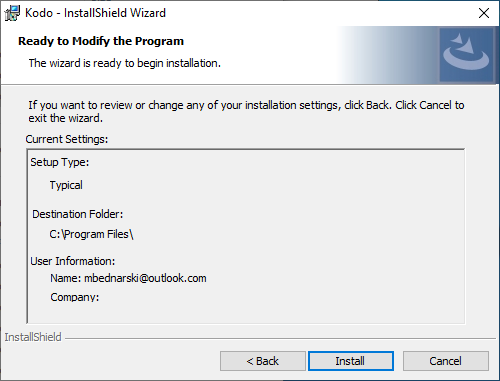 Kodo - InstallShield Wizard
Ready to Modify the Program
The wizard is ready to begin installation.
If you want to review or change any of your installation settings, click Back. Click Cancel to
exit the wizard.
Current Settings:
Setup Type:
Typical
Destination Folder:
C:\Program Files\
User Information:
Name: mbednarski@outlook.com
Company:
InstallShield
< Back
Install
Cancel